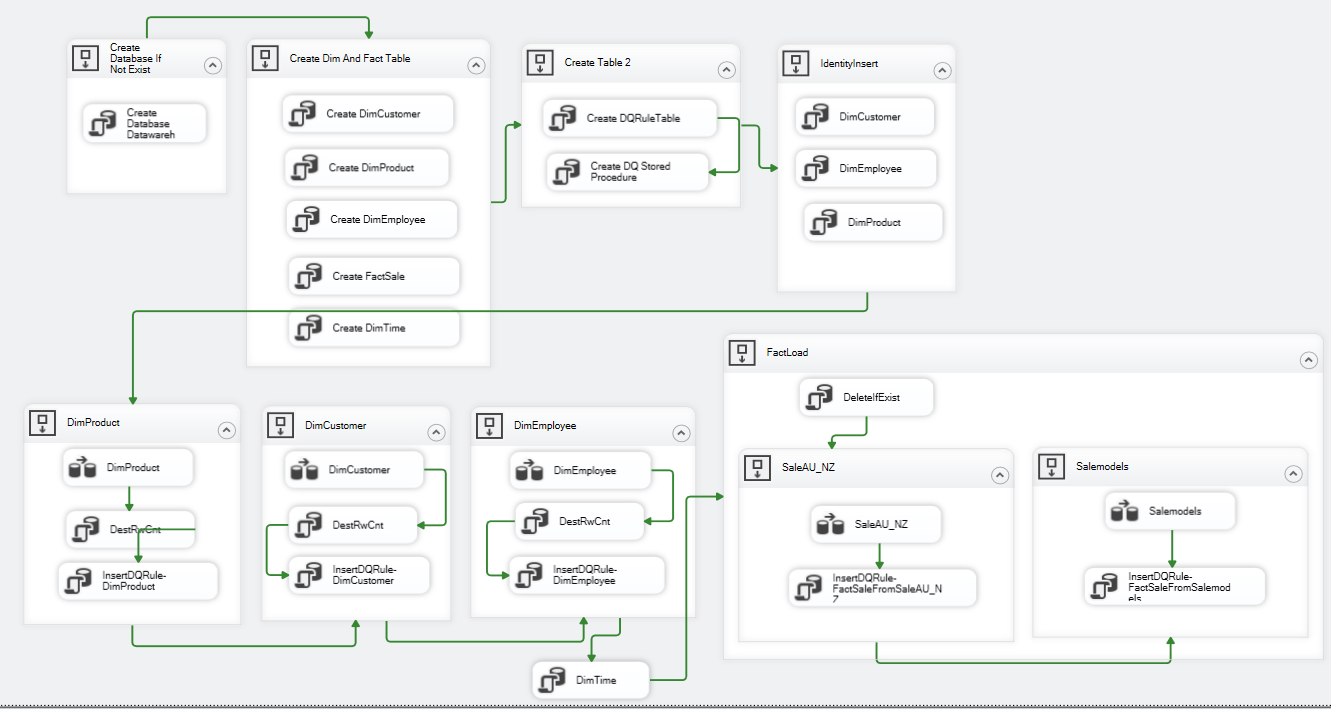 Create
Database If
Not Exist
Create
Database
Datawareh
Create Dim And Fact Table
Create DimCustomer
Create DimProduct
Create DimEmployee
Create FactSale
Create DimTime
Create Table 2
Create DQRuleTable
Create DQ Stored
Procedure
IdentityInsert
DimCustomer
DimEmployee
DimProduct
DimProduct
DimProduct
DestRwCnt
InsertDQRule-
DimProduct
DimCustomer
DimCustomer
DestRwCnt
InsertDQRule-
DimCustomer
DimEmployee
DimEmployee
DestRwCnt
InsertDQRule-
DimEmployee
DimTime
FactLoad
DeleteIfExist
SaleAU_NZ
SaleAU_NZ
InsertDQRule-
FactSaleFromSaleAU_N
Z
Salemodels
Salemodels
InsertDQRule-
FactSaleFromSalemod
els